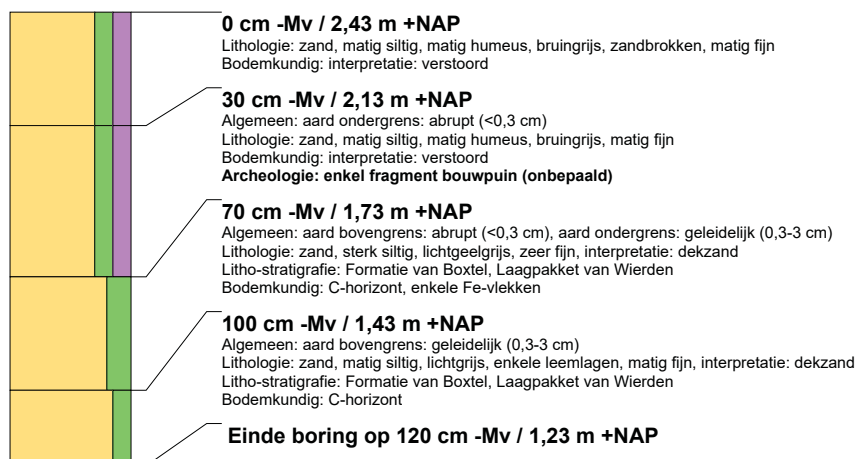 0 cm -Mv / 2,43 m +NAP
Lithologie: zand, matig siltig, matig humeus, bruingrijs, zandbrokken, matig fijn
Bodemkundig: interpretatie: verstoord
30 cm -Mv / 2,13 m +NAP
Algemeen: aard ondergrens: abrupt (<0,3 cm)
Lithologie: zand, matig siltig, matig humeus, bruingrijs, matig fijn
Bodemkundig: interpretatie: verstoord
Archeologie: enkel fragment bouwpuin (onbepaald)
70 cm -Mv / 1,73 m +NAP
Algemeen: aard bovengrens: abrupt (<0,3 cm), aard ondergrens: geleidelijk (0,3-3 cm)
Lithologie: zand, sterk siltig, lichtgeelgrijs, zeer fijn, interpretatie: dekzand
Litho-stratigrafie: Formatie van Boxtel, Laagpakket van Wierden
Bodemkundig: C-horizont, enkele Fe-vlekken
100 cm -Mv / 1,43 m +NAP
Algemeen: aard bovengrens: geleidelijk (0,3-3 cm)
Lithologie: zand, matig siltig, lichtgrijs, enkele leemlagen, matig fijn, interpretatie: dekzand
Litho-stratigrafie: Formatie van Boxtel, Laagpakket van Wierden
Bodemkundig: C-horizont
Einde boring op 120 cm -Mv / 1,23 m +NAP